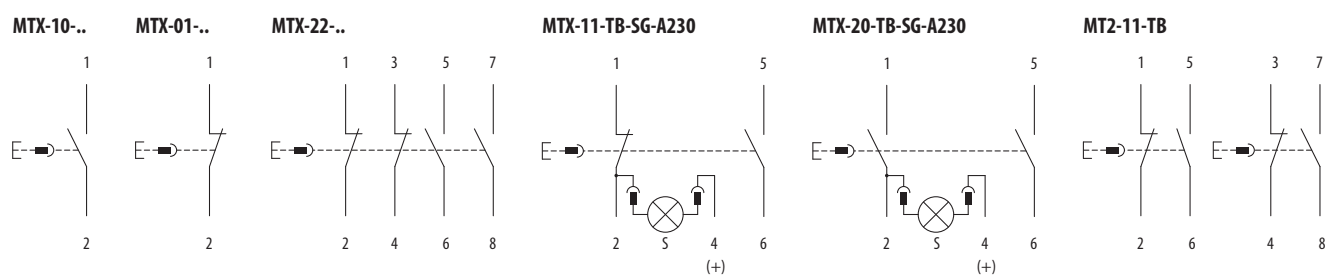 MTX-10-.. MTX-01-.. MTX-22-.. MTX-11-TB-SG-A230 MTX-20-TB-SG-A230 MT2-11-TB
1 1 1 3 5 7 1 5 1 5 1 5 3 7
2 2 2 4 6 8 2 S 4 6 2 S 4 6 2 6 4 8
(+) (+)